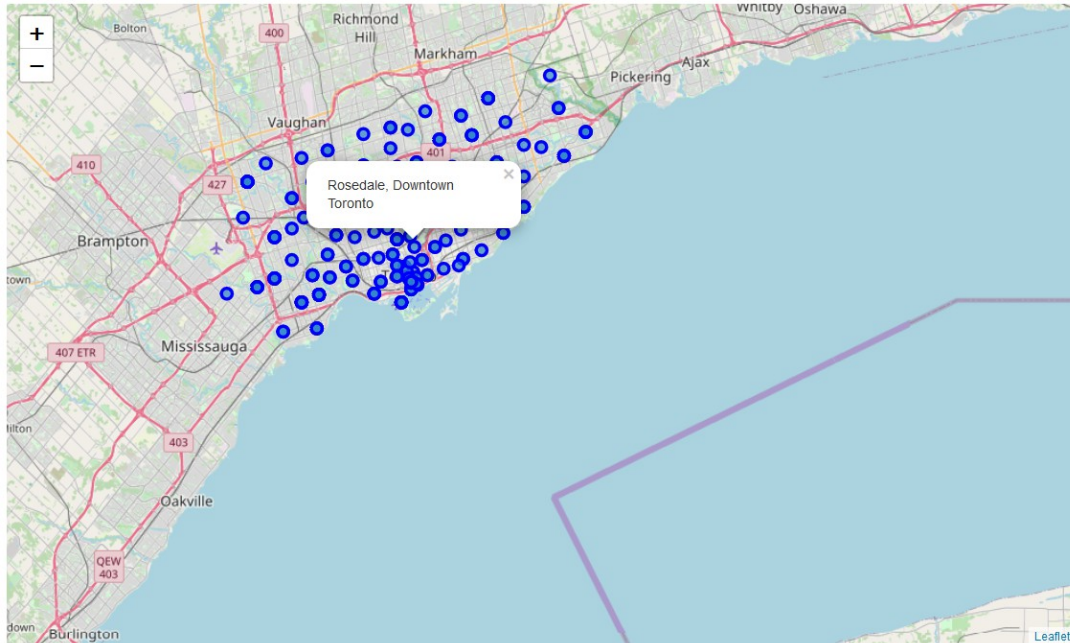 Whitby
Oshawa
Bolton
Richmond
Hill
400
Markham
+
−
Ajax
Pickering
Vaughan
401
410
427
Rosedale, Downtown
Toronto
×
Brampton
Mississauga
407 ETR
403
Oakville
QEW
403
Burlington
Leaflet